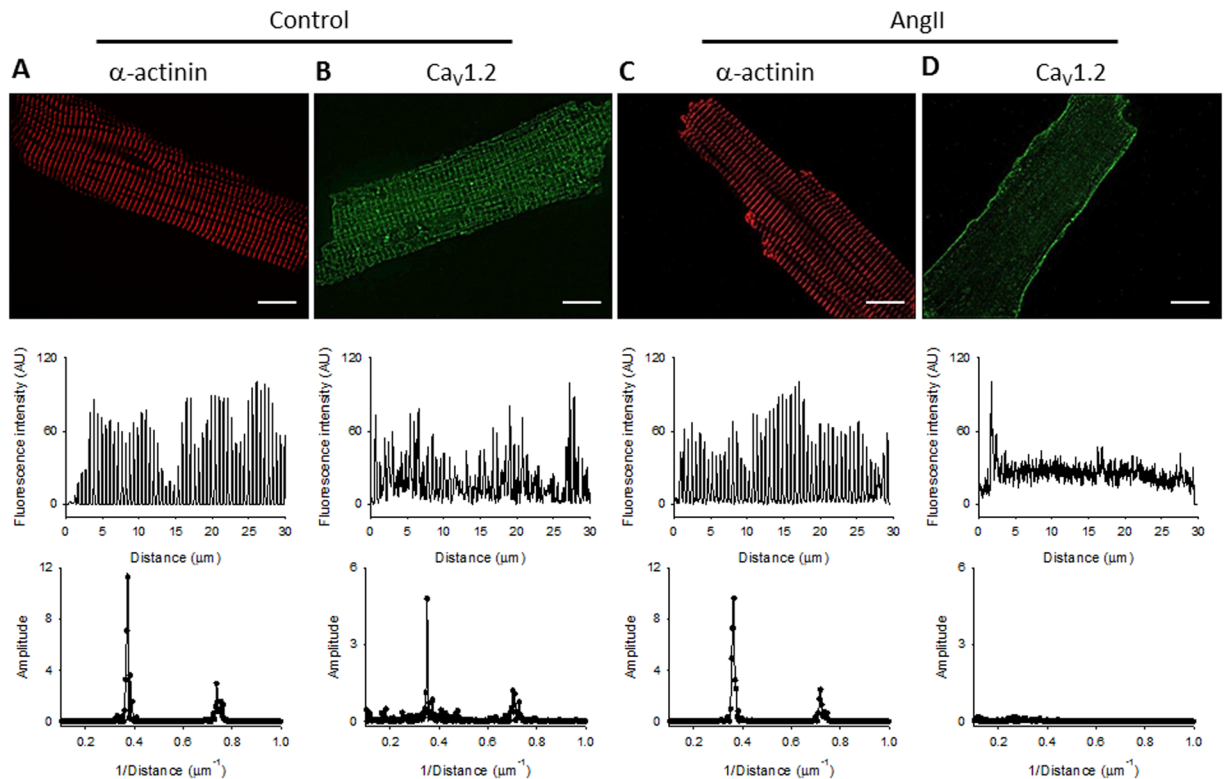 Control
AngII
A
α-actinin
B
Cav1.2
C
α-actinin
D
Cav1.2
Fluorescence intensity (AU)
120
60
0
0 5 10 15 20 25 30
Distance (μm)
Fluorescence intensity (AU)
120
60
0
0 5 10 15 20 25 30
Distance (μm)
Fluorescence intensity (AU)
120
60
0
0 5 10 15 20 25 30
Distance (μm)
Fluorescence intensity (AU)
120
60
0
0 5 10 15 20 25 30
Distance (μm)
Amplitude
12
8
4
0
0.2 0.4 0.6 0.8 1.0
1/Distance (μm⁻¹)
Amplitude
6
3
0
0.2 0.4 0.6 0.8 1.0
1/Distance (μm⁻¹)
Amplitude
12
8
4
0
0.2 0.4 0.6 0.8 1.0
1/Distance (μm⁻¹)
Amplitude
6
3
0
0.2 0.4 0.6 0.8 1.0
1/Distance (μm⁻¹)